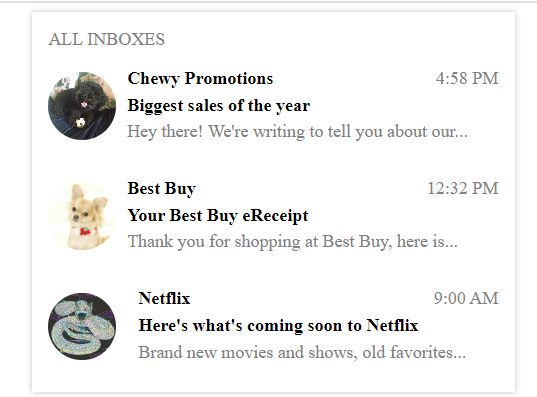 ALL INBOXES
Chewy Promotions 4:58 PM
Biggest sales of the year
Hey there! We're writing to tell you about our...
Best Buy 12:32 PM
Your Best Buy eReceipt
Thank you for shopping at Best Buy, here is...
Netflix 9:00 AM
Here's what's coming soon to Netflix
Brand new movies and shows, old favorites...